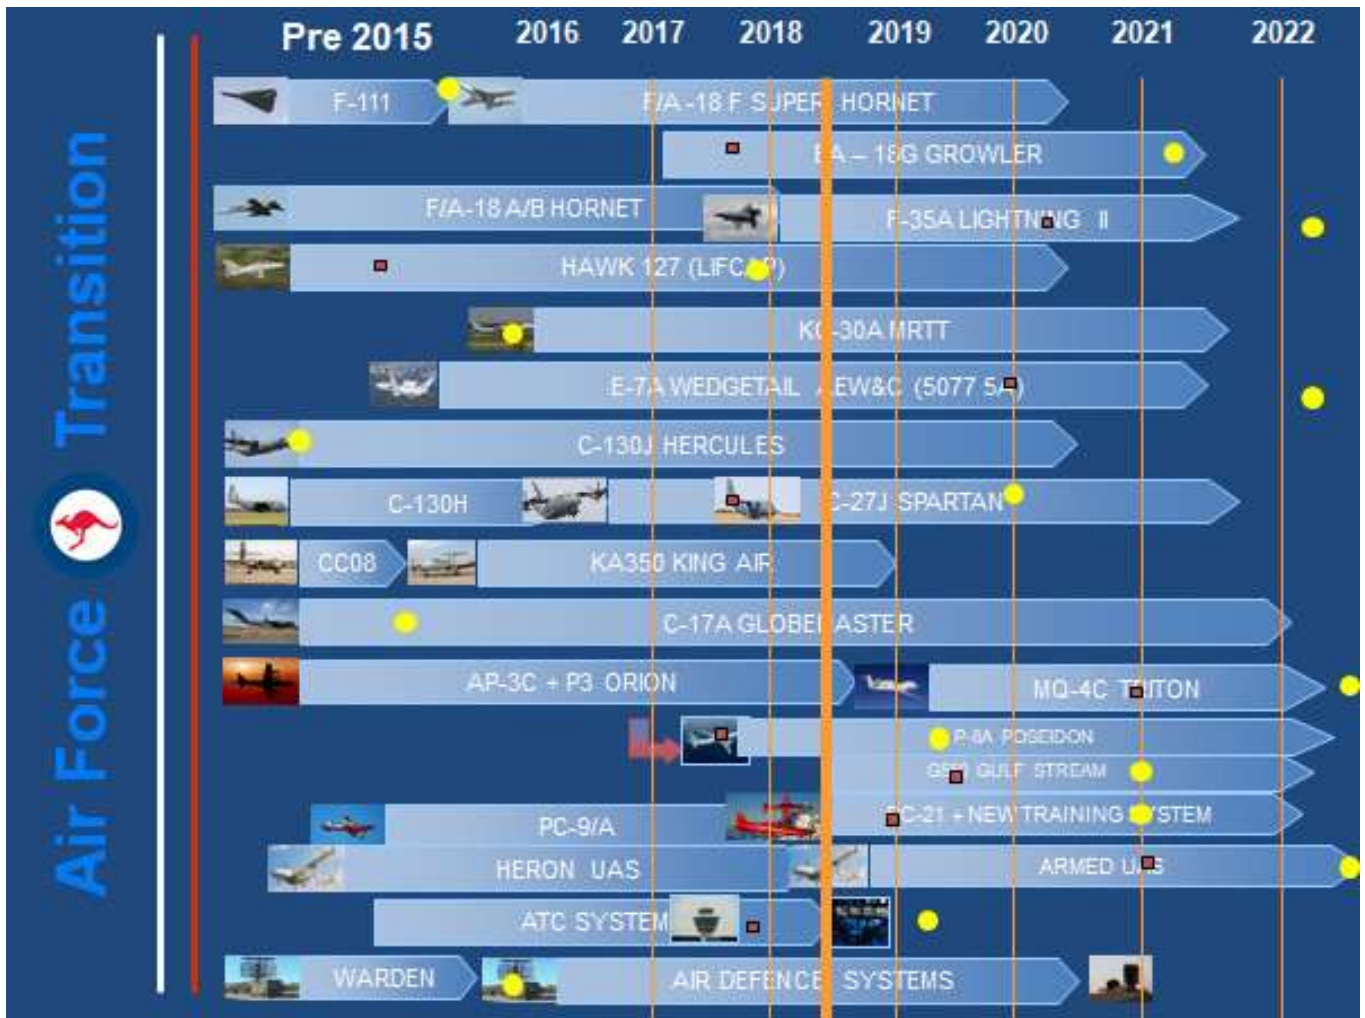 Pre 2015 2016 2017 2018 2019 2020 2021 2022
Air Force Transition
F-111 F/A -18 F SUPER HORNET
EA – 18G GROWLER
F/A-18 A/B HORNET F-35A LIGHTNING II
HAWK 127 (LIFCAP)
KC-30A MRTT
E-7A WEDGETAIL AEW&C (5077 5A)
C-130J HERCULES
C-130H C-27J SPARTAN
CC08 KA350 KING AIR
C-17A GLOBEMASTER
AP-3C + P3 ORION MQ-4C TRITON
P-8A POSEIDON
GULF STREAM
PC-9/A PC-21 + NEW TRAINING SYSTEM
HERON UAS ARMED UAS
ATC SYSTEM
WARDEN AIR DEFENCE SYSTEMS